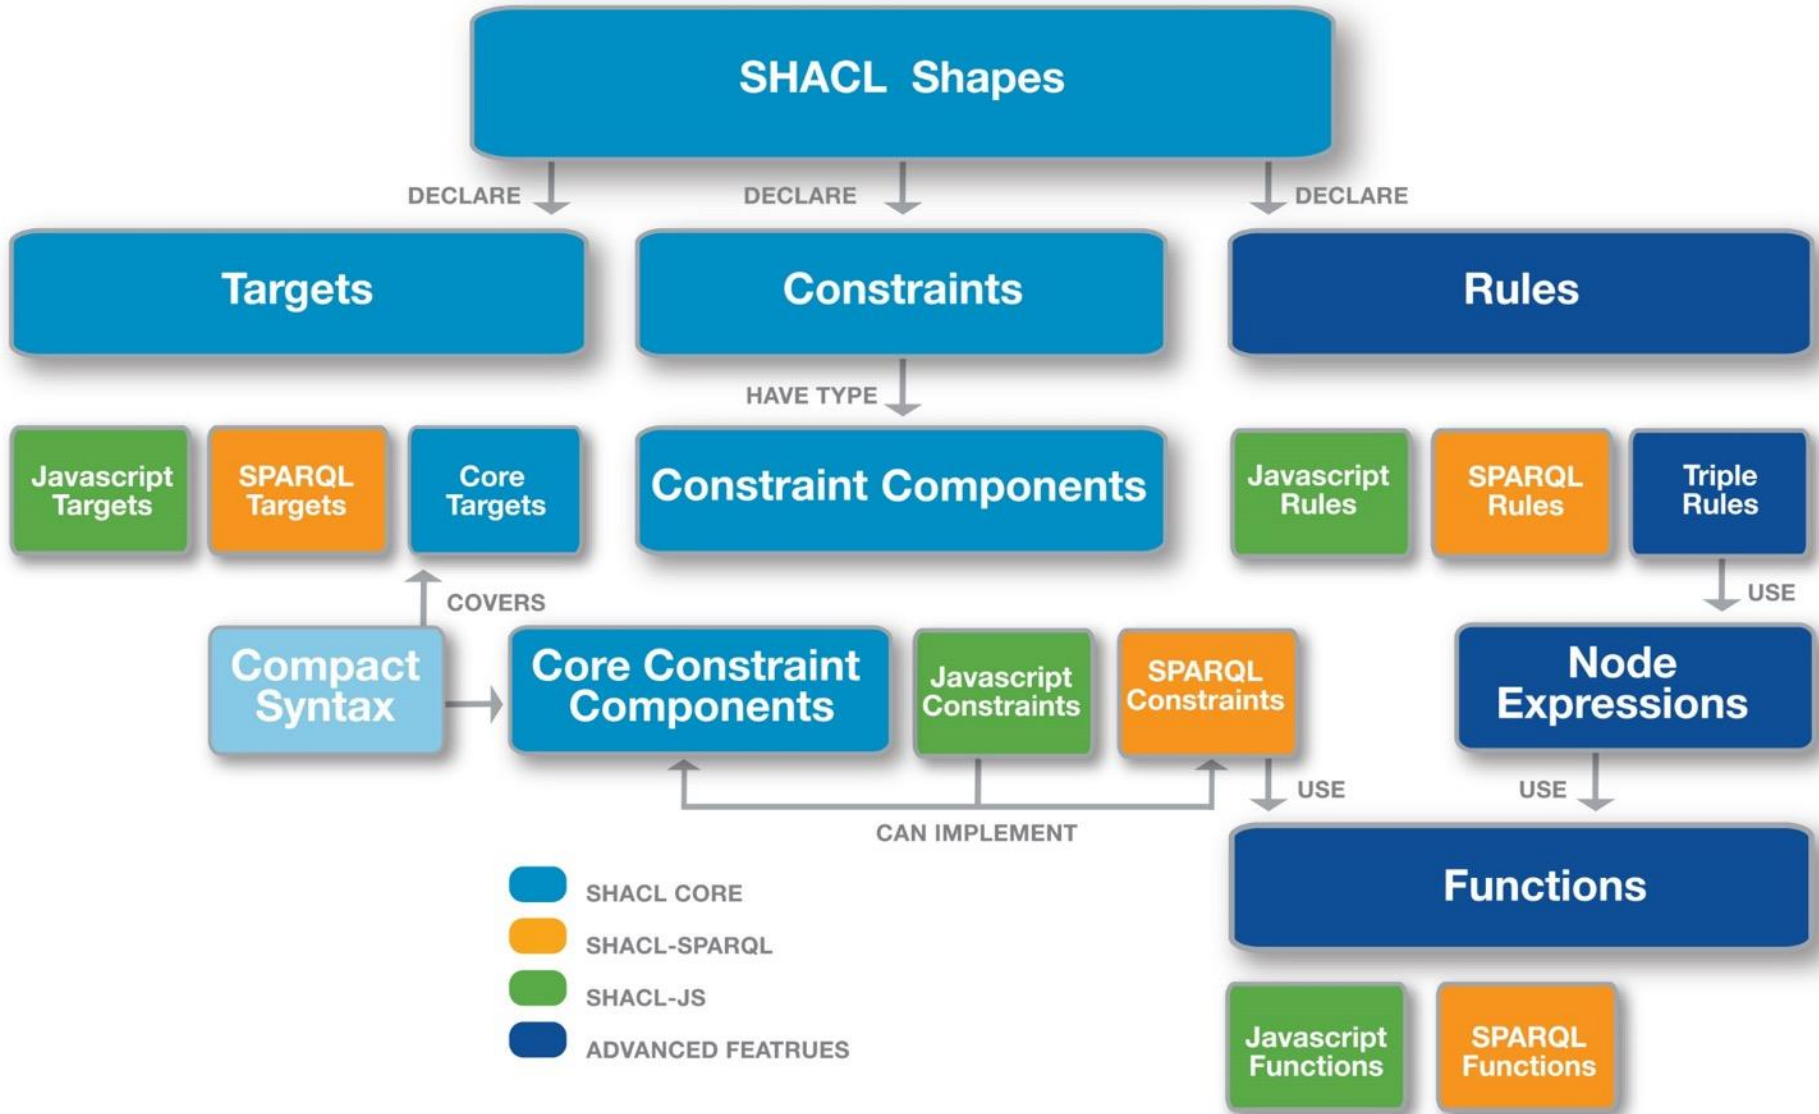 SHACL Shapes
DECLARE
DECLARE
DECLARE
Targets
Constraints
Rules
HAVE TYPE
Javascript
Targets
SPARQL
Targets
Core
Targets
Constraint Components
Javascript
Rules
SPARQL
Rules
Triple
Rules
COVERS
USE
Compact
Syntax
Core Constraint
Components
Javascript
Constraints
SPARQL
Constraints
Node
Expressions
USE
USE
CAN IMPLEMENT
Functions
SHACL CORE
SHACL-SPARQL
SHACL-JS
ADVANCED FEATRUES
Javascript
Functions
SPARQL
Functions